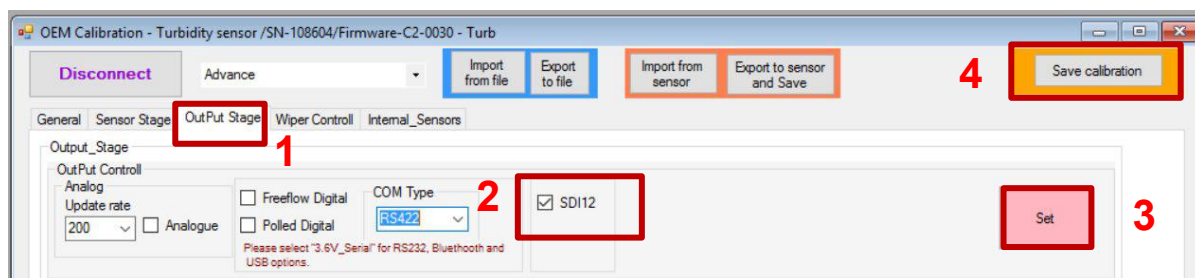 OEM Calibration - Turbidity sensor /SN-108604/Firmware-C2-0030 - Turb
Disconnect
Advance
Import
from file
Export
to file
Import from
sensor
Export to sensor
and Save
4
Save calibration
General Sensor Stage OutPut Stage Wiper Controll Internal_Sensors
1
Output_Stage
OutPut Controll
Analog
Update rate
200
Analogue
Freeflow Digital
Polled Digital
COM Type
RS422
Please select "3.6V_Serial" for RS232, Bluethooth and
USB options.
2
SDI12
Set
3